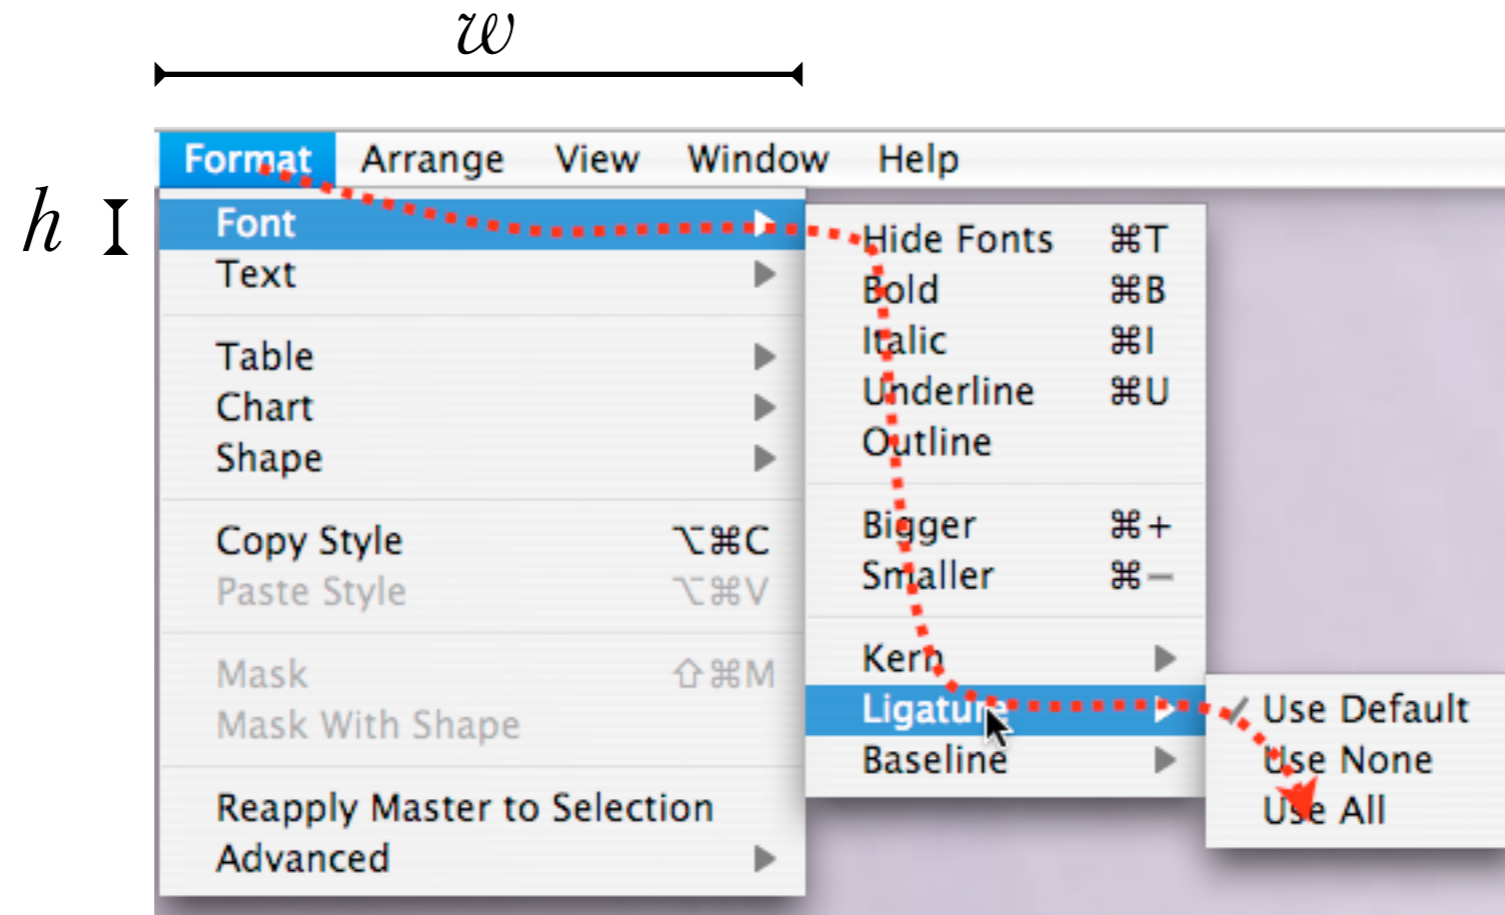 w
h
Format Arrange View Window Help
Font
Text
Table
Chart
Shape
Copy Style ⌥⌘C
Paste Style ⌥⌘V
Mask ⇧⌘M
Mask With Shape
Reapply Master to Selection
Advanced
Hide Fonts ⌘T
Bold ⌘B
Italic ⌘I
Underline ⌘U
Outline
Bigger ⌘+
Smaller ⌘−
Kern
Ligature
Baseline
✓ Use Default
Use None
Use All